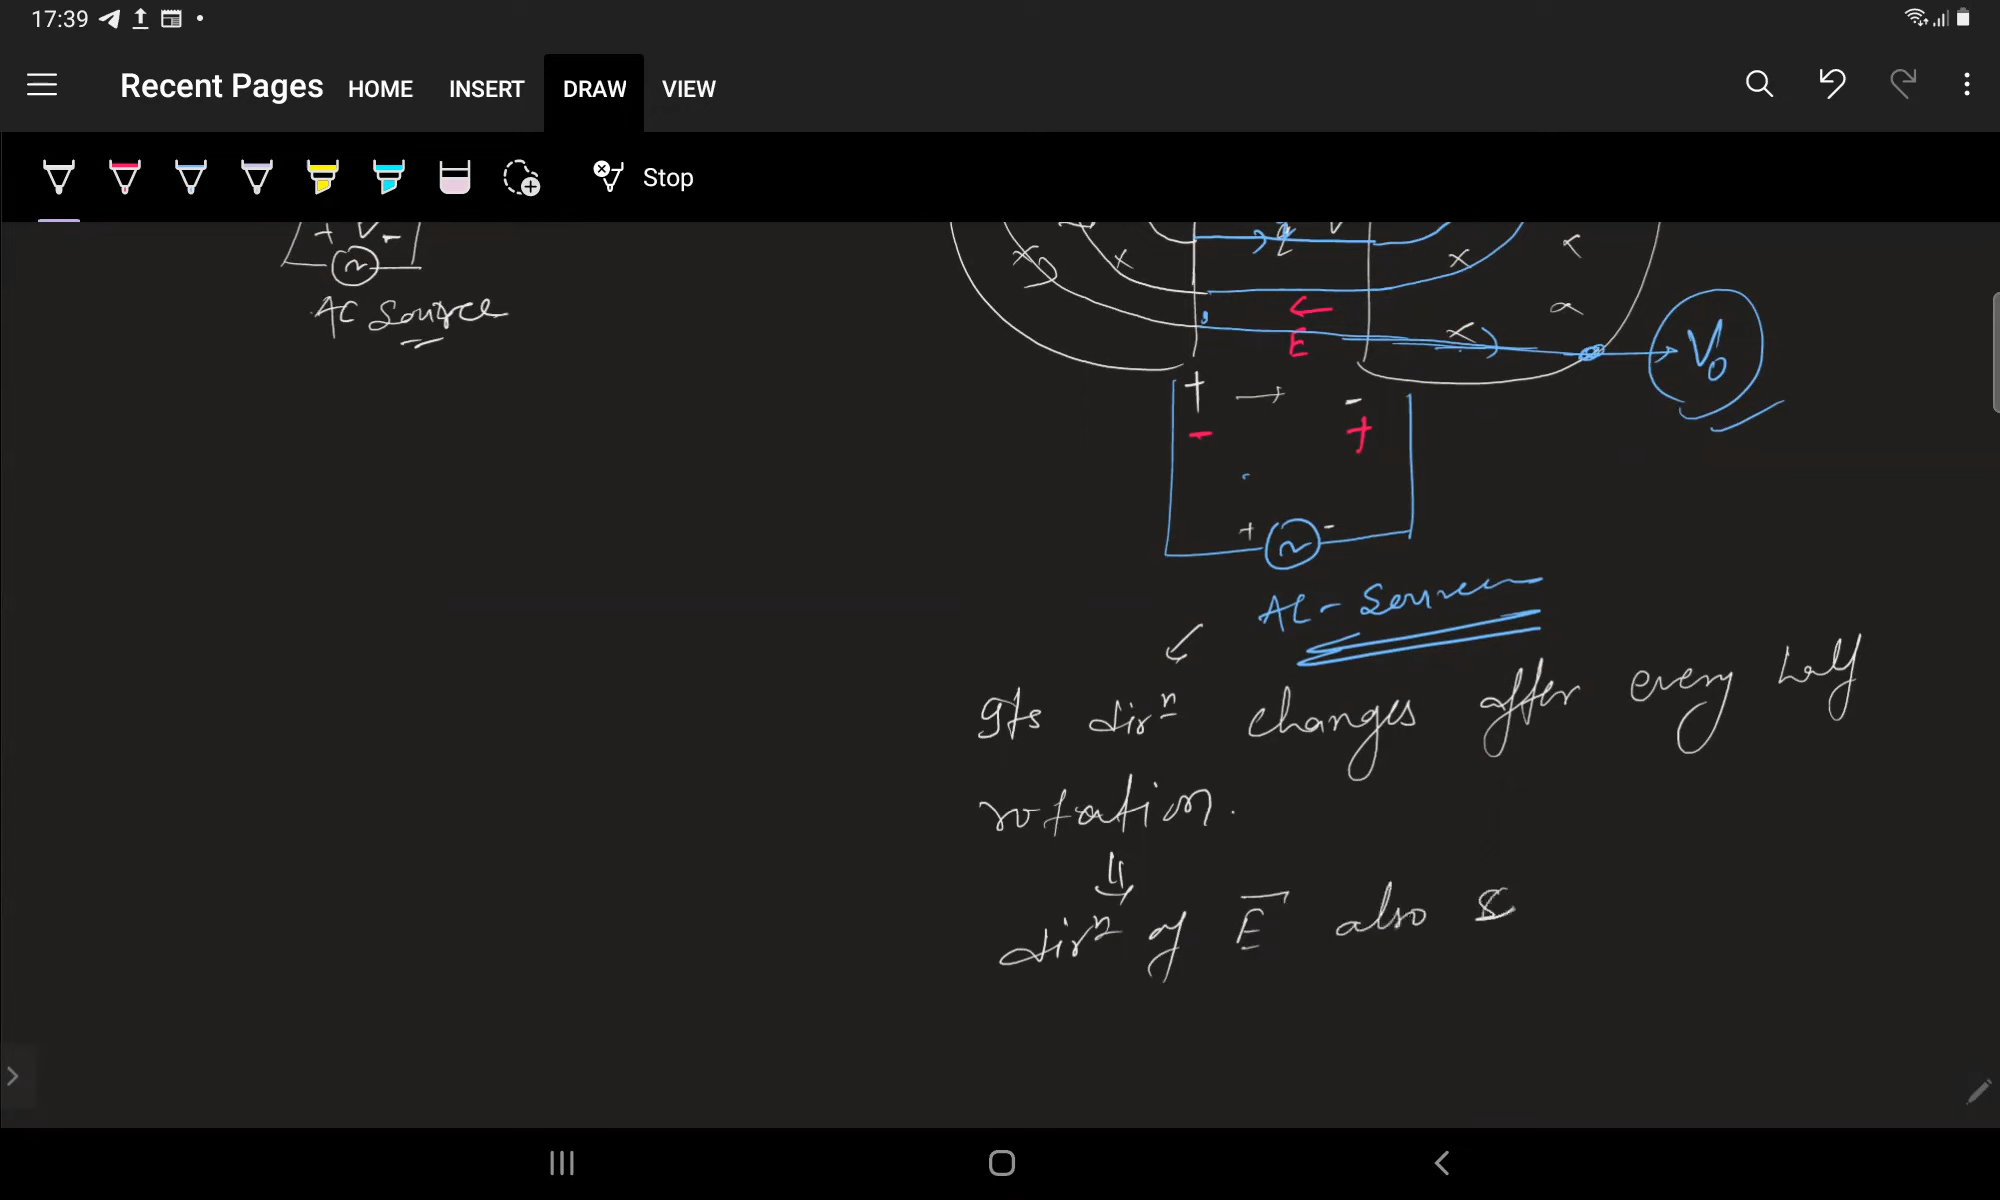 17:39
Recent Pages HOME INSERT DRAW VIEW
Stop
+ V -
AC Source
q V
x x x x
E
V₀
+ → -
- +
+ ~ -
AC - Source
Its dirⁿ changes after every half
rotation.
⇓
dirⁿ of E also